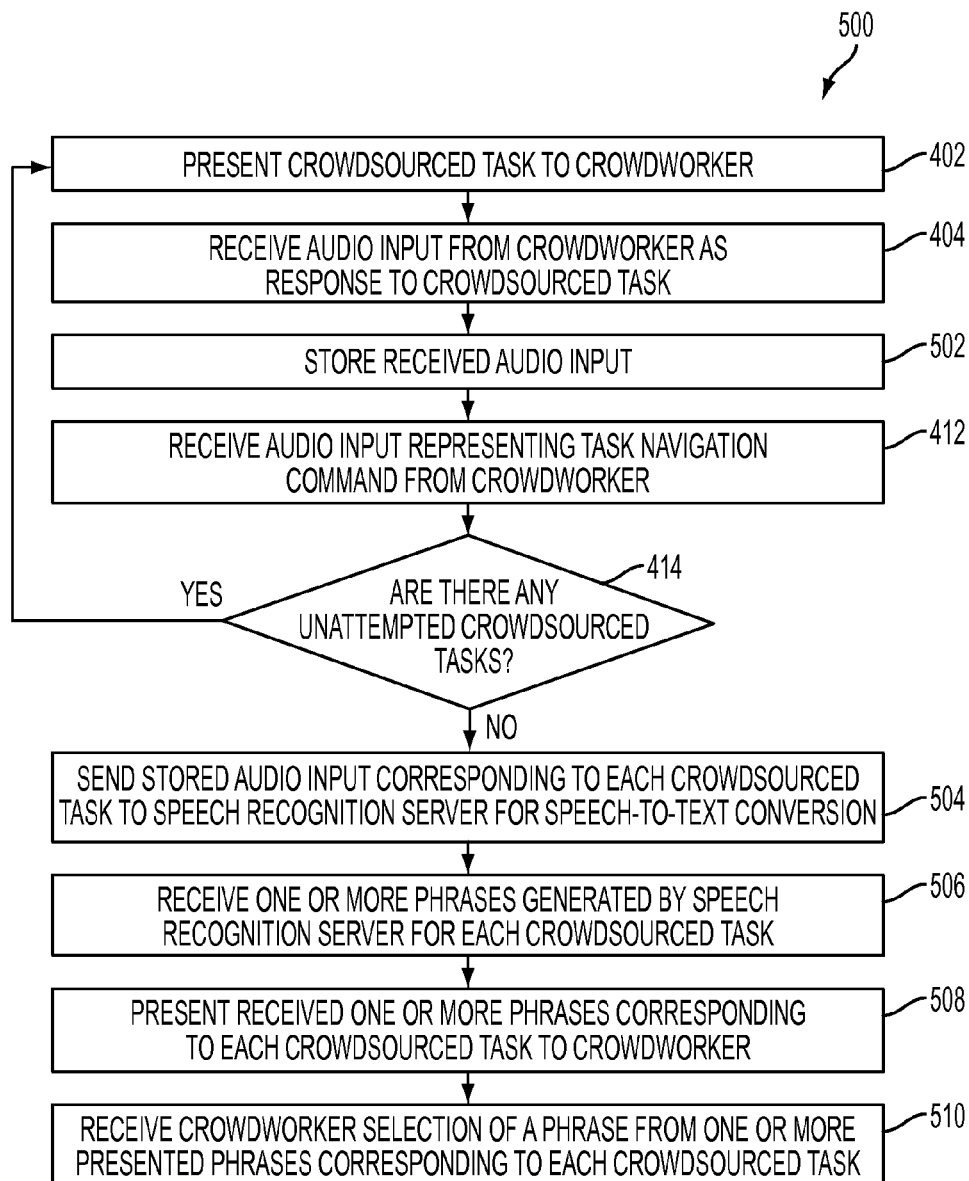 500
PRESENT CROWDSOURCED TASK TO CROWDWORKER
402
RECEIVE AUDIO INPUT FROM CROWDWORKER AS
RESPONSE TO CROWDSOURCED TASK
404
STORE RECEIVED AUDIO INPUT
502
RECEIVE AUDIO INPUT REPRESENTING TASK NAVIGATION
COMMAND FROM CROWDWORKER
412
YES
ARE THERE ANY
UNATTEMPTED CROWDSOURCED
TASKS?
414
NO
SEND STORED AUDIO INPUT CORRESPONDING TO EACH CROWDSOURCED
TASK TO SPEECH RECOGNITION SERVER FOR SPEECH-TO-TEXT CONVERSION
504
RECEIVE ONE OR MORE PHRASES GENERATED BY SPEECH
RECOGNITION SERVER FOR EACH CROWDSOURCED TASK
506
PRESENT RECEIVED ONE OR MORE PHRASES CORRESPONDING
TO EACH CROWDSOURCED TASK TO CROWDWORKER
508
RECEIVE CROWDWORKER SELECTION OF A PHRASE FROM ONE OR MORE
PRESENTED PHRASES CORRESPONDING TO EACH CROWDSOURCED TASK
510